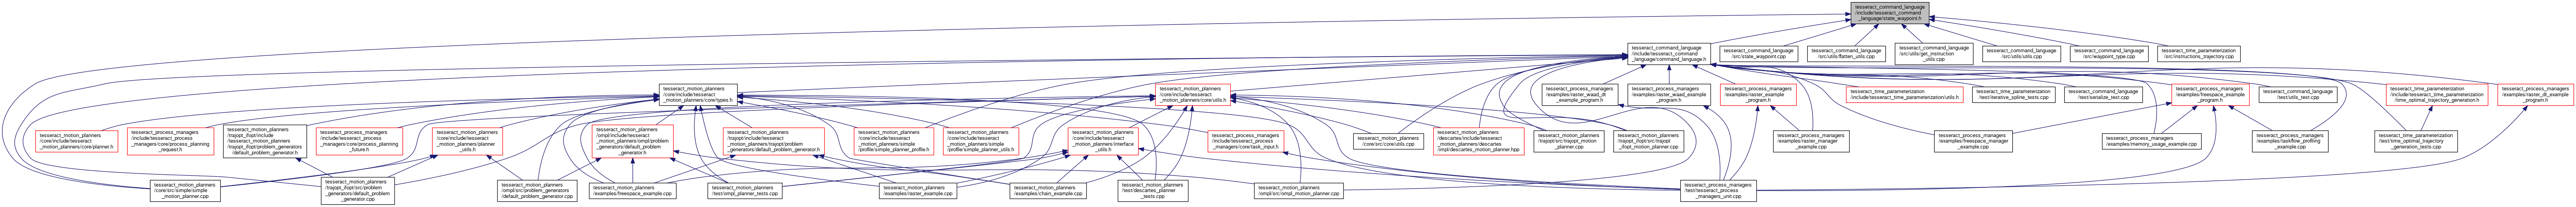 tesseract_command_language
/include/tesseract_command
_language/state_waypoint.h
tesseract_command_language
/include/tesseract_command
_language/command_language.h
tesseract_command_language
/src/state_waypoint.cpp
tesseract_command_language
/src/utils/flatten_utils.cpp
tesseract_command_language
/src/utils/get_instruction
_utils.cpp
tesseract_command_language
/src/utils/utils.cpp
tesseract_command_language
/src/waypoint_type.cpp
tesseract_time_parameterization
/src/instructions_trajectory.cpp
tesseract_motion_planners
/core/include/tesseract
_motion_planners/core/types.h
tesseract_motion_planners
/core/include/tesseract
_motion_planners/core/utils.h
tesseract_process_managers
/examples/raster_waad_dt
_example_program.h
tesseract_process_managers
/examples/raster_waad_example
_program.h
tesseract_process_managers
/examples/raster_example
_program.h
tesseract_time_parameterization
/include/tesseract_time_parameterization/utils.h
tesseract_time_parameterization
/test/iterative_spline_tests.cpp
tesseract_command_language
/test/serialize_test.cpp
tesseract_process_managers
/examples/freespace_example
_program.h
tesseract_command_language
/test/utils_test.cpp
tesseract_time_parameterization
/include/tesseract_time_parameterization
/time_optimal_trajectory_generation.h
tesseract_process_managers
/examples/raster_dt_example
_program.h
tesseract_motion_planners
/core/include/tesseract
_motion_planners/core/planner.h
tesseract_process_managers
/include/tesseract_process
_managers/core/process_planning
_request.h
tesseract_motion_planners
/trajopt_ifopt/include
/tesseract_motion_planners
/trajopt_ifopt/problem_generators
/default_problem_generator.h
tesseract_process_managers
/include/tesseract_process
_managers/core/process_planning
_future.h
tesseract_motion_planners
/core/include/tesseract
_motion_planners/planner
_utils.h
tesseract_motion_planners
/ompl/include/tesseract
_motion_planners/ompl/problem
_generators/default_problem
_generator.h
tesseract_motion_planners
/trajopt/include/tesseract
_motion_planners/trajopt/problem
_generators/default_problem_generator.h
tesseract_motion_planners
/core/include/tesseract
_motion_planners/simple
/profile/simple_planner_profile.h
tesseract_motion_planners
/core/include/tesseract
_motion_planners/simple
/profile/simple_planner_utils.h
tesseract_motion_planners
/core/include/tesseract
_motion_planners/interface
_utils.h
tesseract_process_managers
/include/tesseract_process
_managers/core/task_input.h
tesseract_motion_planners
/core/src/core/utils.cpp
tesseract_motion_planners
/descartes/include/tesseract
_motion_planners/descartes
/impl/descartes_motion_planner.hpp
tesseract_motion_planners
/trajopt/src/trajopt_motion
_planner.cpp
tesseract_motion_planners
/trajopt_ifopt/src/trajopt
_ifopt_motion_planner.cpp
tesseract_process_managers
/examples/raster_manager
_example.cpp
tesseract_process_managers
/examples/freespace_manager
_example.cpp
tesseract_process_managers
/examples/memory_usage_example.cpp
tesseract_process_managers
/examples/taskflow_profiling
_example.cpp
tesseract_time_parameterization
/test/time_optimal_trajectory
_generation_tests.cpp
tesseract_motion_planners
/core/src/simple/simple
_motion_planner.cpp
tesseract_motion_planners
/trajopt_ifopt/src/problem
_generators/default_problem
_generator.cpp
tesseract_motion_planners
/ompl/src/problem_generators
/default_problem_generator.cpp
tesseract_motion_planners
/examples/freespace_example.cpp
tesseract_motion_planners
/test/ompl_planner_tests.cpp
tesseract_motion_planners
/examples/raster_example.cpp
tesseract_motion_planners
/examples/chain_example.cpp
tesseract_motion_planners
/test/descartes_planner
_tests.cpp
tesseract_motion_planners
/ompl/src/ompl_motion_planner.cpp
tesseract_process_managers
/test/tesseract_process
_managers_unit.cpp